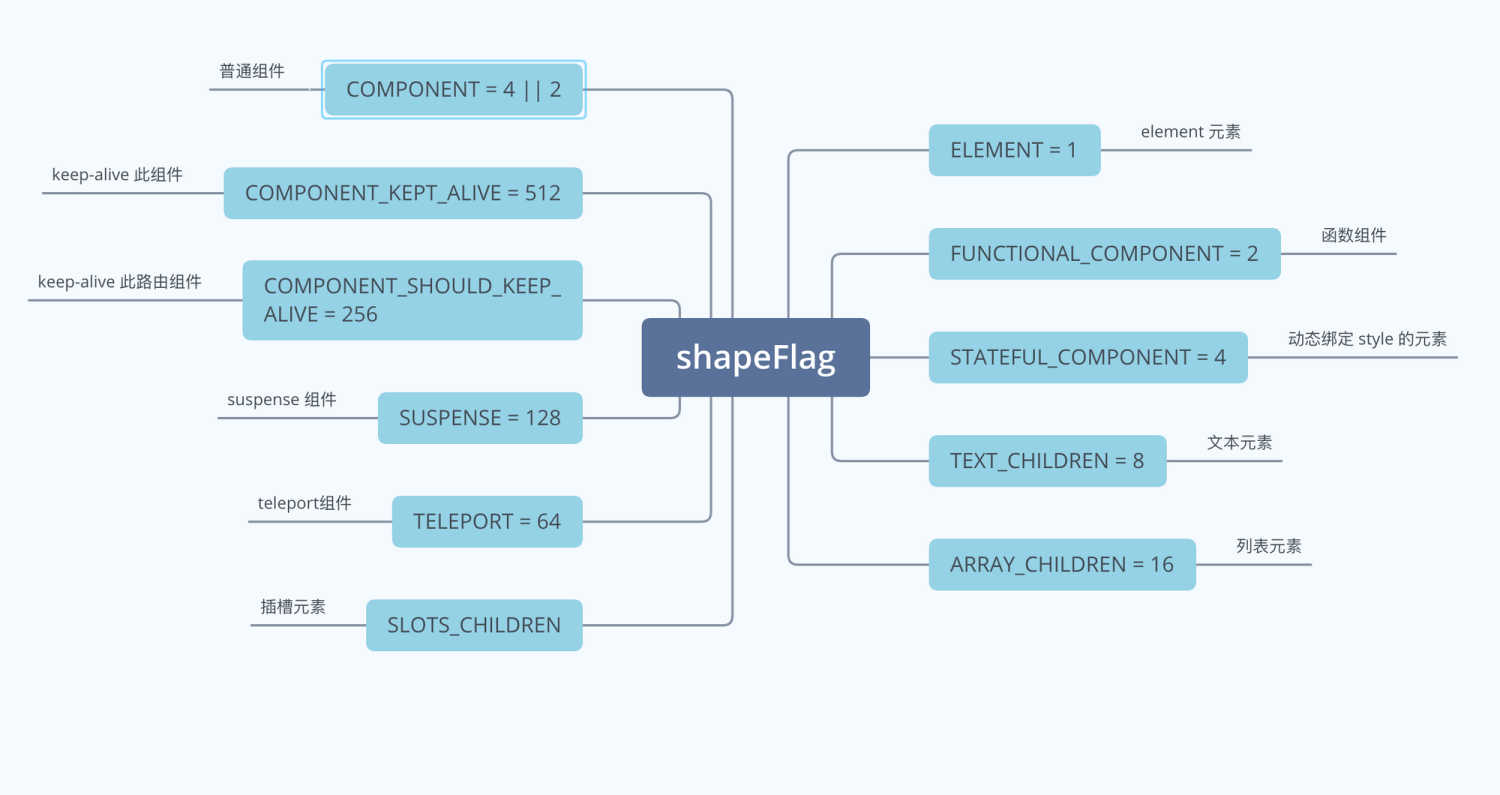 shapeFlag
ELEMENT = 1
element 元素
FUNCTIONAL_COMPONENT = 2
函数组件
STATEFUL_COMPONENT = 4
动态绑定 style 的元素
TEXT_CHILDREN = 8
文本元素
ARRAY_CHILDREN = 16
列表元素
普通组件
COMPONENT = 4 || 2
keep-alive 此组件
COMPONENT_KEPT_ALIVE = 512
keep-alive 此路由组件
COMPONENT_SHOULD_KEEP_
ALIVE = 256
suspense 组件
SUSPENSE = 128
teleport组件
TELEPORT = 64
插槽元素
SLOTS_CHILDREN